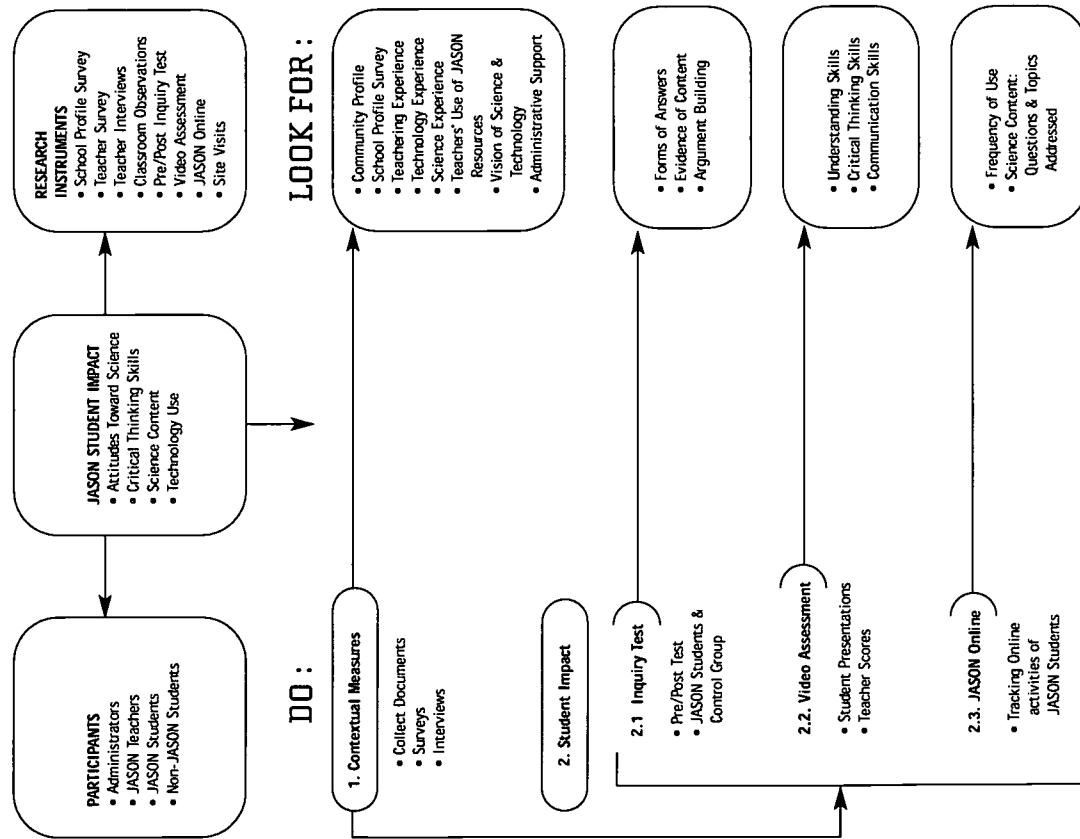 PARTICIPANTS
• Administrators
• JASON Teachers
• JASON Students
• Non-JASON Students
JASON STUDENT IMPACT
• Attitudes Toward Science
• Critical Thinking Skills
• Science Content
• Technology Use
RESEARCH
INSTRUMENTS
• School Profile Survey
• Teacher Survey
• Teacher Interviews
• Classroom Observations
• Pre/Post Inquiry Test
• Video Assessment
• JASON Online
• Site Visits
DO:
LOOK FOR:
1. Contextual Measures
• Collect Documents
• Surveys
• Interviews
• Community Profile
• School Profile Survey
• Teachering Experience
• Technology Experience
• Science Experience
• Teachers' Use of JASON
Resources
• Vision of Science &
Technology
• Administrative Support
2. Student Impact
2.1 Inquiry Test
• Pre/Post Test
• JASON Students &
Control Group
• Forms of Answers
• Evidence of Content
• Argument Building
2.2. Video Assessment
• Student Presentations
• Teacher Scores
• Understanding Skills
• Critical Thinking Skills
• Communication Skills
2.3. JASON Online
• Tracking Online
activities of
JASON Students
• Frequency of Use
• Science Content:
Questions & Topics
Addressed